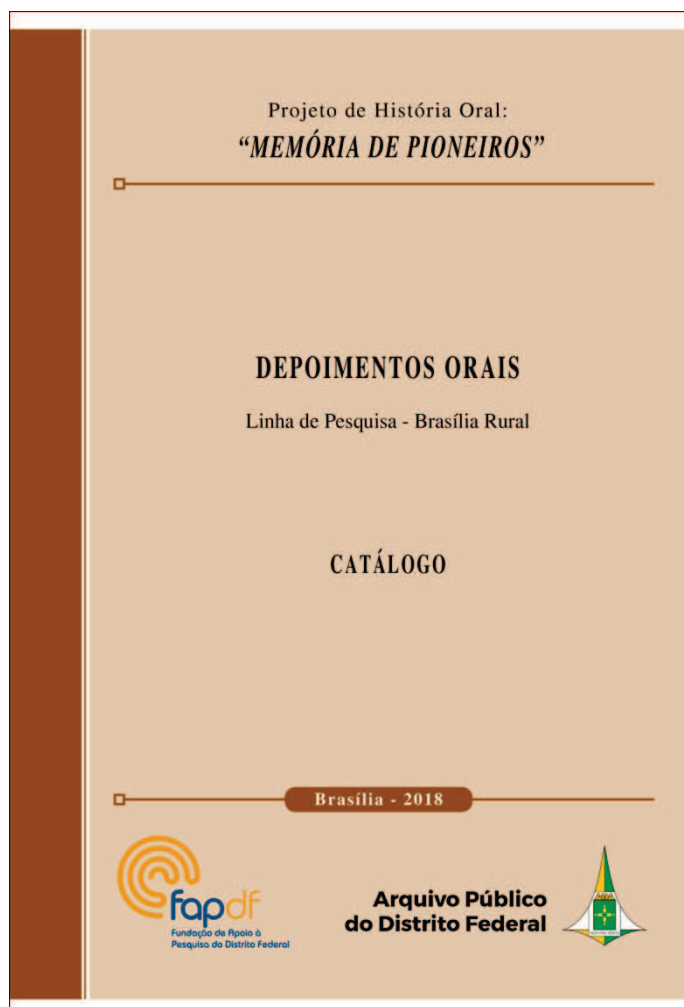 Projeto de História Oral:
“MEMÓRIA DE PIONEIROS”
DEPOIMENTOS ORAIS
Linha de Pesquisa - Brasília Rural
CATÁLOGO
Brasília - 2018
fapdf
Fundação de Apoio à
Pesquisa do Distrito Federal
Arquivo Público
do Distrito Federal